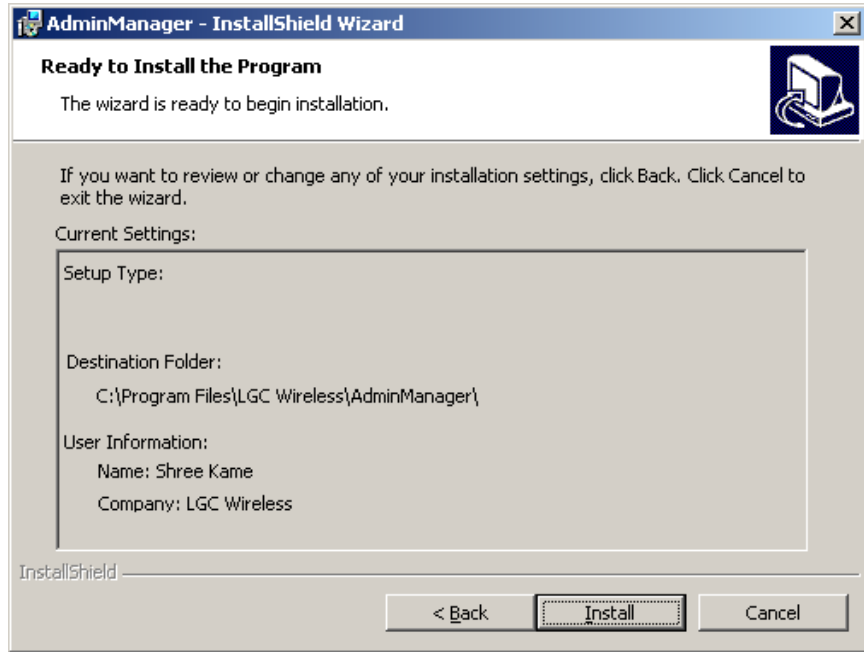 AdminManager - InstallShield Wizard
Ready to Install the Program
The wizard is ready to begin installation.
If you want to review or change any of your installation settings, click Back. Click Cancel to
exit the wizard.
Current Settings:
Setup Type:
Destination Folder:
C:\Program Files\LGC Wireless\AdminManager\
User Information:
Name: Shree Kame
Company: LGC Wireless
InstallShield
< Back
Install
Cancel